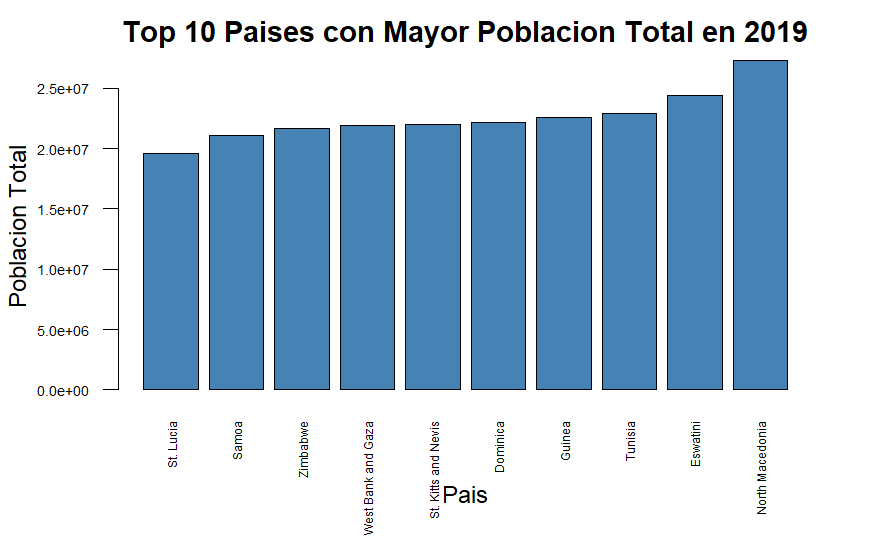 Top 10 Paises con Mayor Poblacion Total en 2019
Poblacion Total
2.5e+07
2.0e+07
1.5e+07
1.0e+07
5.0e+06
0.0e+00
St. Lucia
Samoa
Zimbabwe
West Bank and Gaza
St. Kitts and Nevis
Dominica
Guinea
Tunisia
Eswatini
North Macedonia
Pais